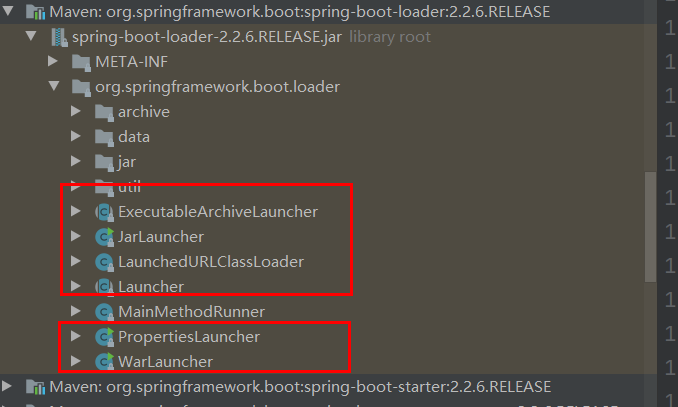 Maven: org.springframework.boot:spring-boot-loader:2.2.6.RELEASE
spring-boot-loader-2.2.6.RELEASE.jar library root
META-INF
org.springframework.boot.loader
archive
data
jar
util
ExecutableArchiveLauncher
JarLauncher
LaunchedURLClassLoader
Launcher
MainMethodRunner
PropertiesLauncher
WarLauncher
Maven: org.springframework.boot:spring-boot-starter:2.2.6.RELEASE